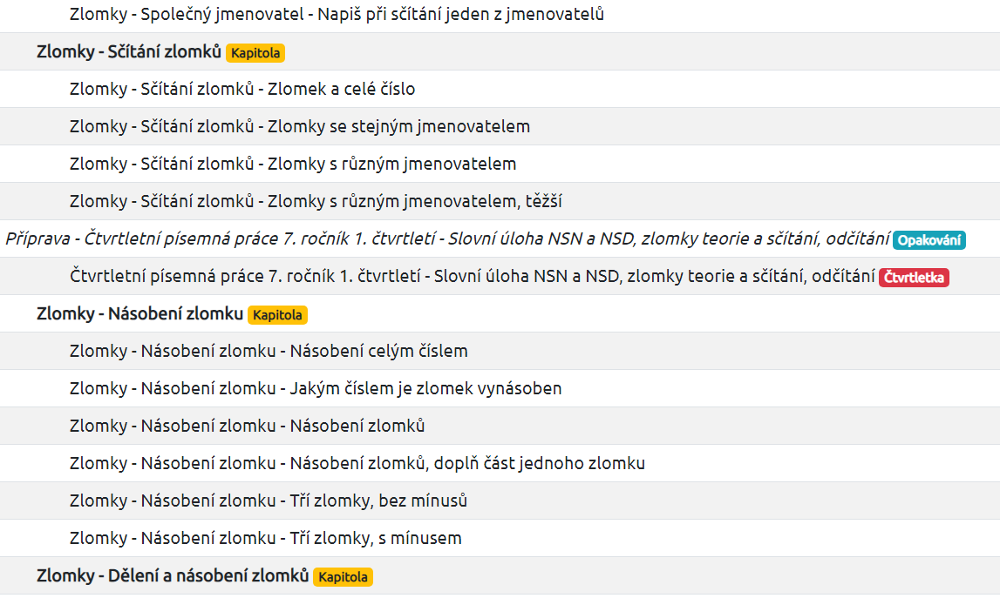 Zlomky - Společný jmenovatel - Napiš při sčítání jeden z jmenovatelů
Zlomky - Sčítání zlomků Kapitola
Zlomky - Sčítání zlomků - Zlomek a celé číslo
Zlomky - Sčítání zlomků - Zlomky se stejným jmenovatelem
Zlomky - Sčítání zlomků - Zlomky s různým jmenovatelem
Zlomky - Sčítání zlomků - Zlomky s různým jmenovatelem, těžší
Příprava - Čtvrtletní písemná práce 7. ročník 1. čtvrtletí - Slovní úloha NSN a NSD, zlomky teorie a sčítání, odčítání Opakování
Čtvrtletní písemná práce 7. ročník 1. čtvrtletí - Slovní úloha NSN a NSD, zlomky teorie a sčítání, odčítání Čtvrtletka
Zlomky - Násobení zlomku Kapitola
Zlomky - Násobení zlomku - Násobení celým číslem
Zlomky - Násobení zlomku - Jakým číslem je zlomek vynásoben
Zlomky - Násobení zlomku - Násobení zlomků
Zlomky - Násobení zlomku - Násobení zlomků, doplň část jednoho zlomku
Zlomky - Násobení zlomku - Tří zlomky, bez mínusů
Zlomky - Násobení zlomku - Tří zlomky, s mínusem
Zlomky - Dělení a násobení zlomků Kapitola